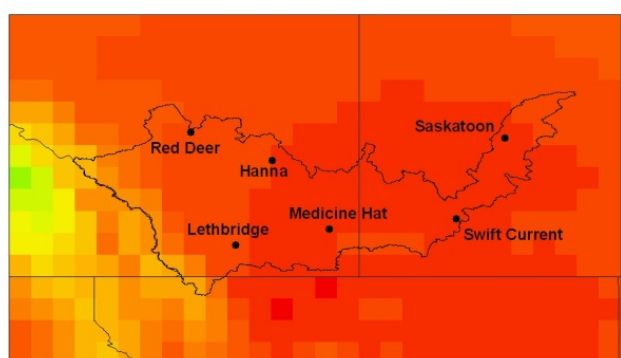 Saskatoon
Red Deer
Hanna
Medicine Hat
Lethbridge
Swift Current